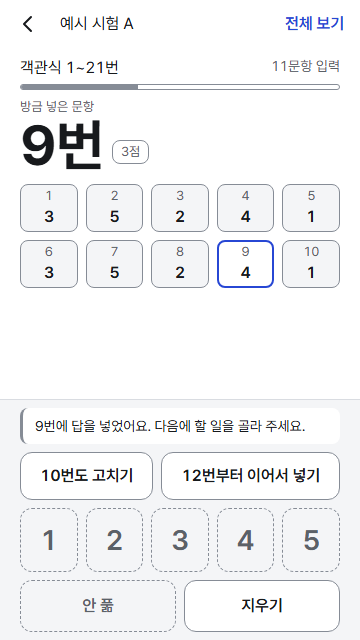 예시 시험 A
전체 보기
객관식 1~21번
11문항 입력
방금 넣은 문항
9번
3점
1 2 3 4 5
3 5 2 4 1
6 7 8 9 10
3 5 2 4 1
9번에 답을 넣었어요. 다음에 할 일을 골라 주세요.
10번도 고치기
12번부터 이어서 넣기
1 2 3 4 5
안 풂
지우기